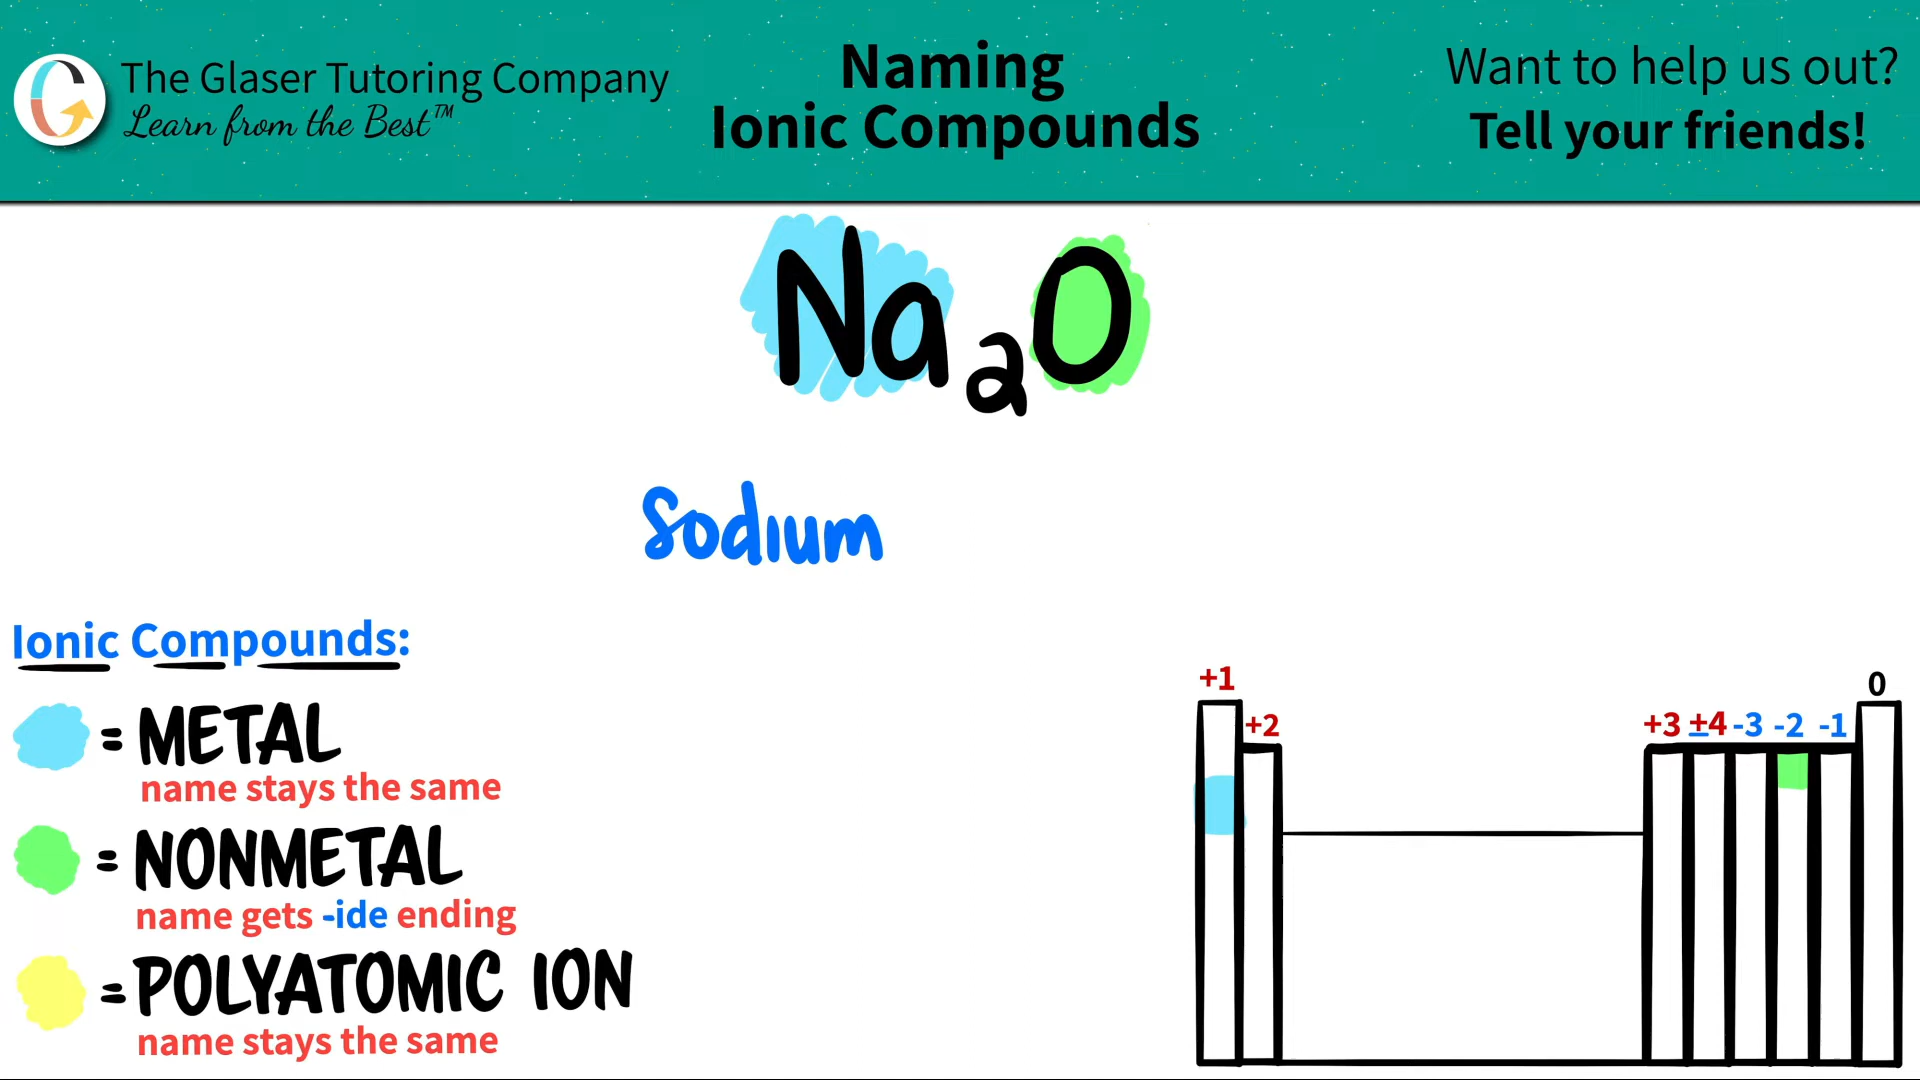 The Glaser Tutoring Company
Learn from the Best™
Naming
Ionic Compounds
Want to help us out?
Tell your friends!
Na₂O
Sodium
Ionic Compounds:
= METAL
name stays the same
= NONMETAL
name gets -ide ending
= POLYATOMIC ION
name stays the same
+1
0
+2
+3 ±4 -3 -2 -1